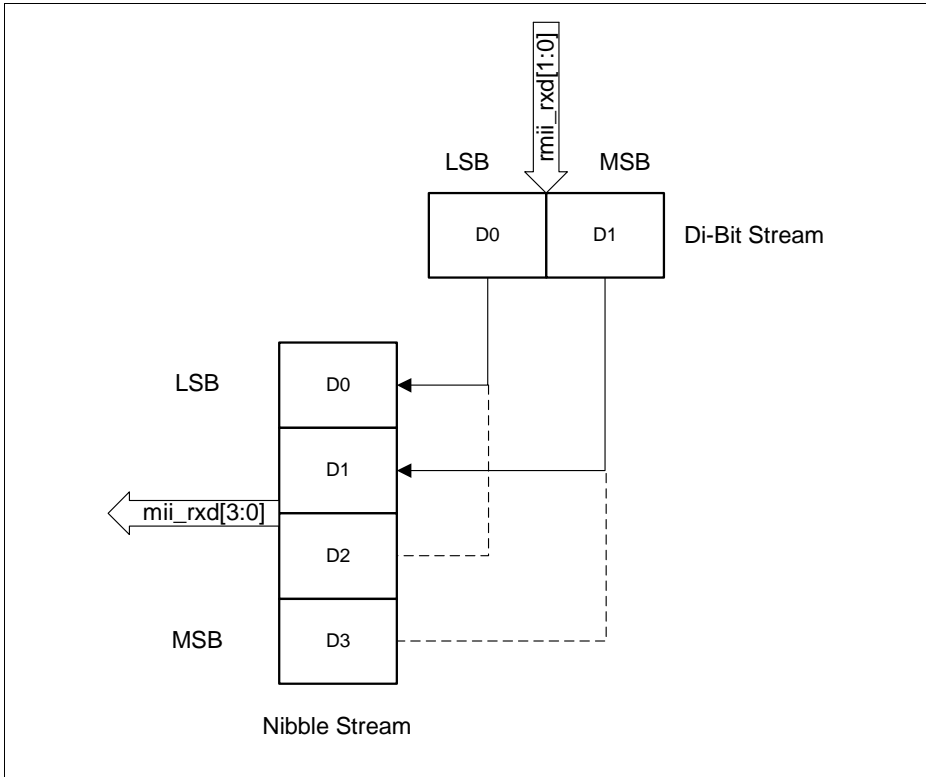 rmii_rxd[1:0]
LSB
MSB
D0
D1
Di-Bit Stream
LSB
D0
D1
mii_rxd[3:0]
D2
MSB
D3
Nibble Stream